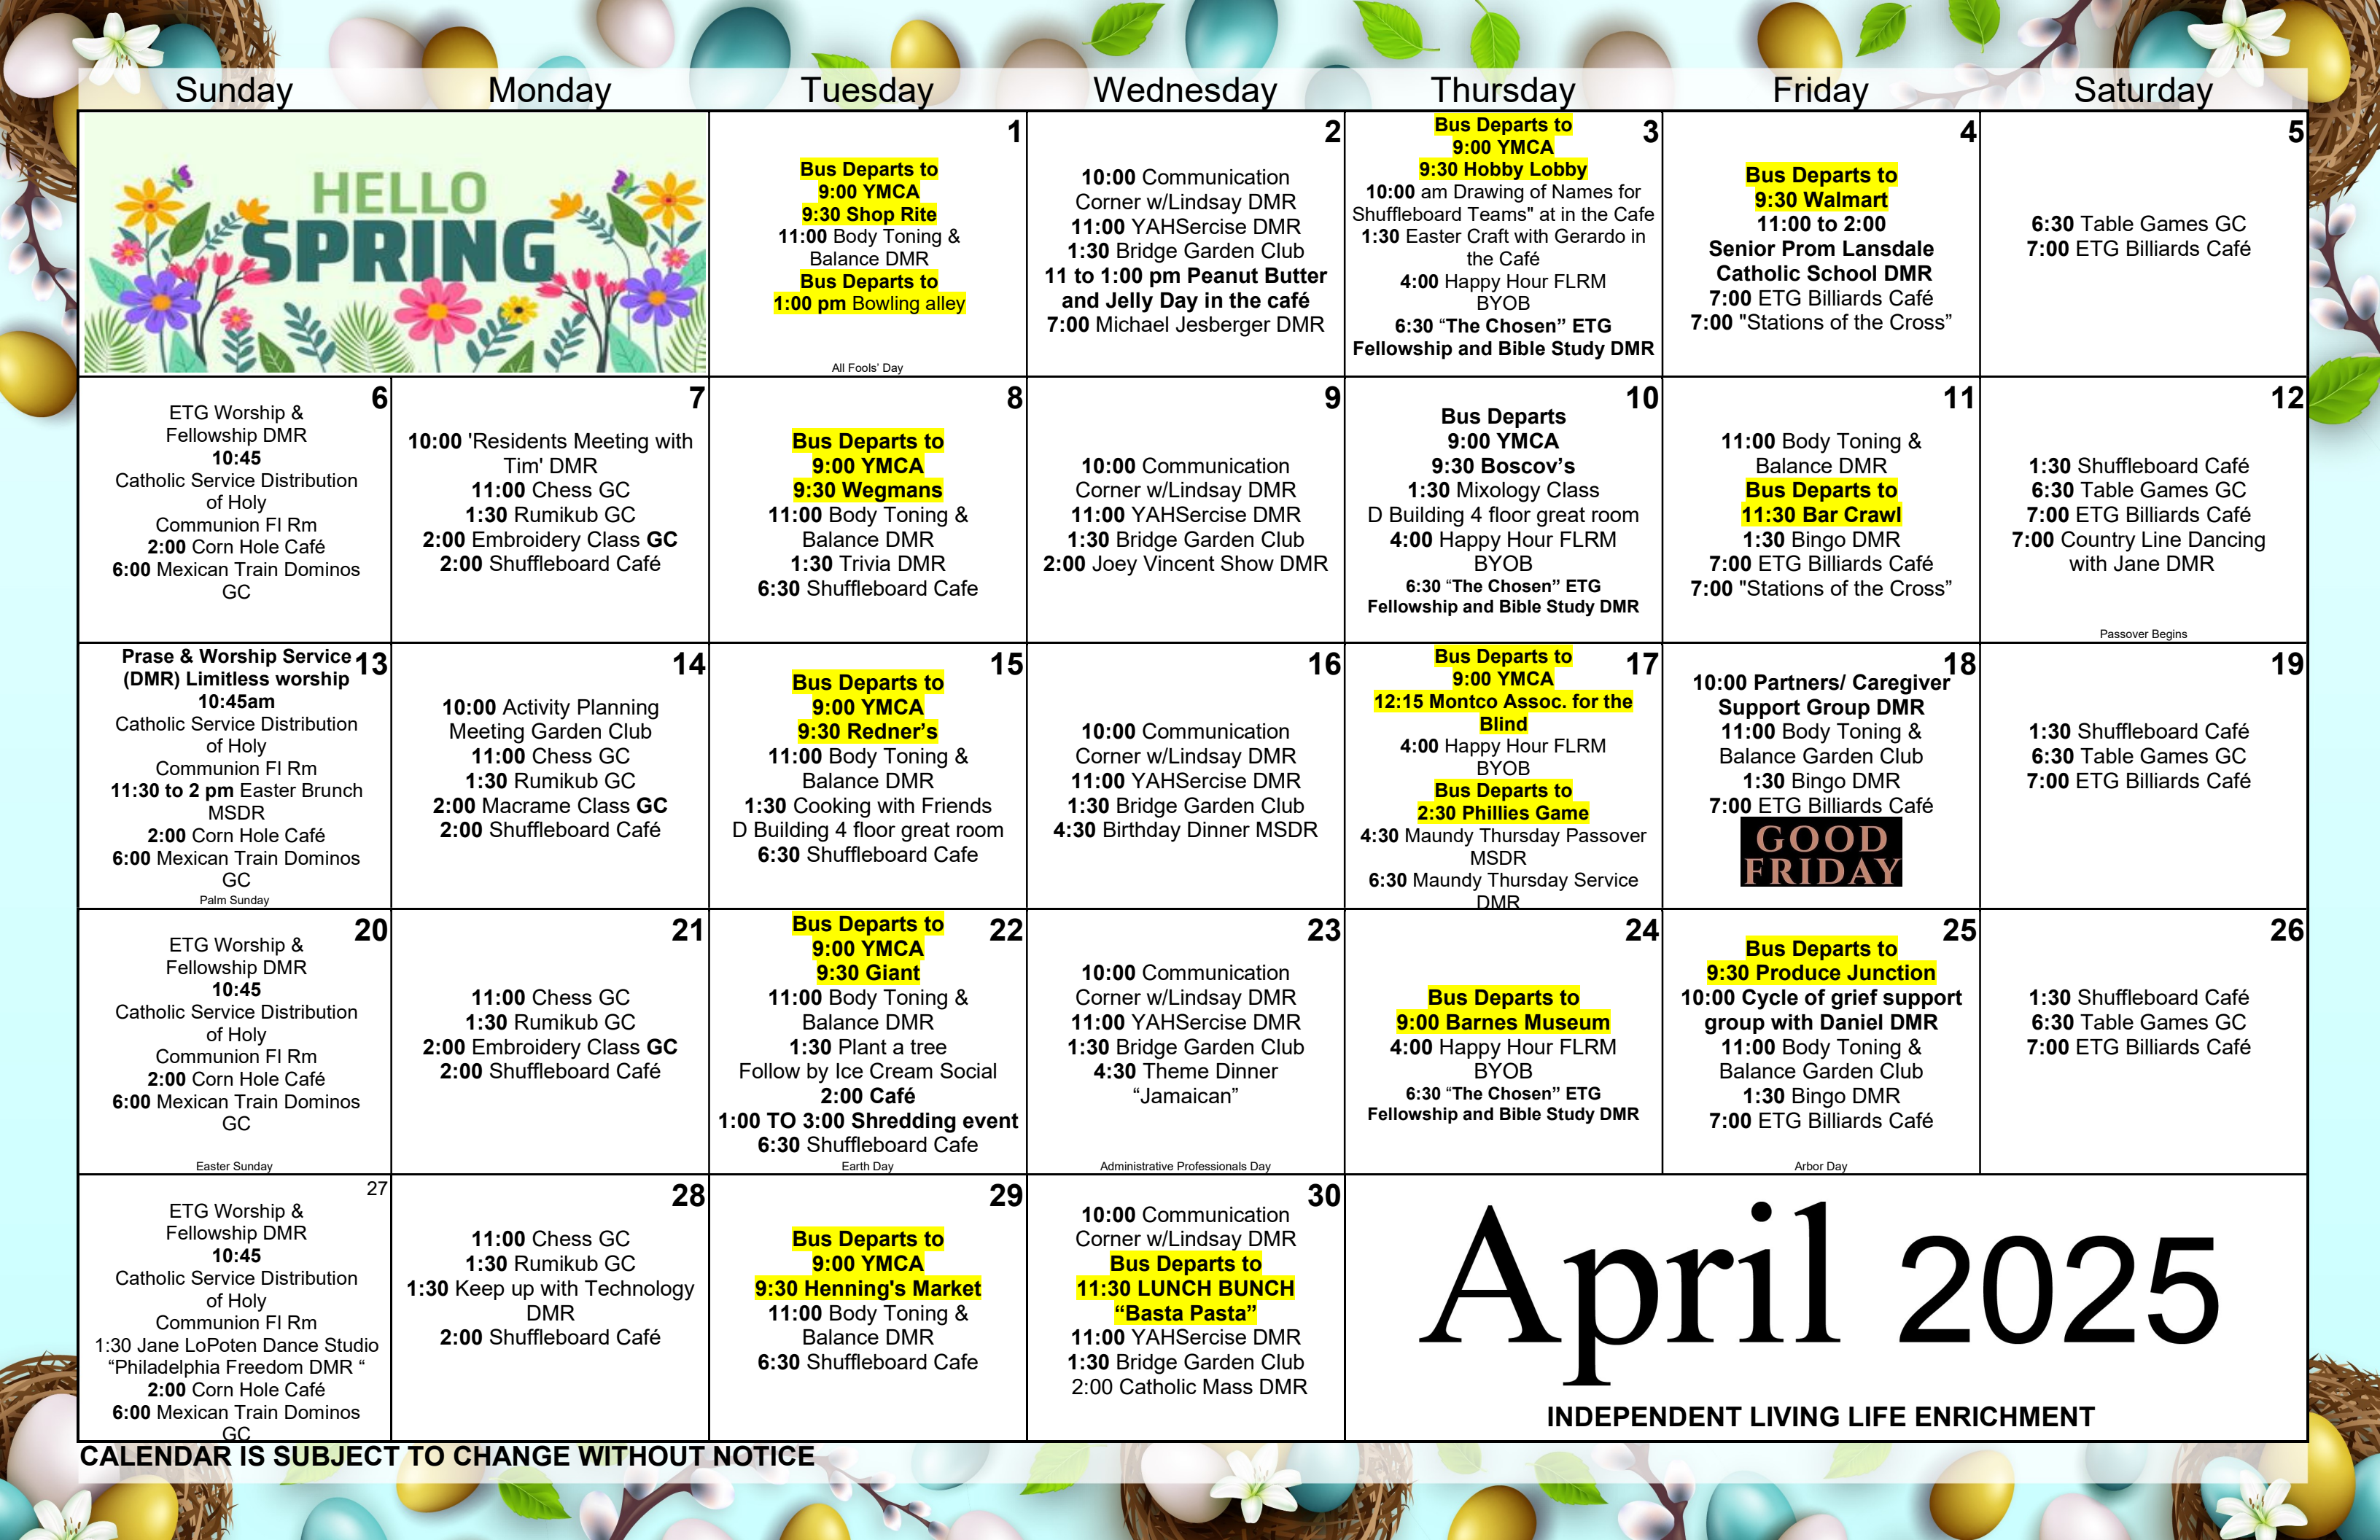 Sunday
Monday
Tuesday
Wednesday
Thursday
Friday
Saturday
HELLO
SPRING
1
Bus Departs to
9:00 YMCA
9:30 Shop Rite
11:00 Body Toning &
Balance DMR
Bus Departs to
1:00 pm Bowling alley
All Fools' Day
2
10:00 Communication
Corner w/Lindsay DMR
11:00 YAHSercise DMR
1:30 Bridge Garden Club
11 to 1:00 pm Peanut Butter
and Jelly Day in the café
7:00 Michael Jesberger DMR
3
Bus Departs to
9:00 YMCA
9:30 Hobby Lobby
10:00 am Drawing of Names for
Shuffleboard Teams" at in the Cafe
1:30 Easter Craft with Gerardo in
the Café
4:00 Happy Hour FLRM
BYOB
6:30 “The Chosen” ETG
Fellowship and Bible Study DMR
4
Bus Departs to
9:30 Walmart
11:00 to 2:00
Senior Prom Lansdale
Catholic School DMR
7:00 ETG Billiards Café
7:00 "Stations of the Cross”
5
6:30 Table Games GC
7:00 ETG Billiards Café
6
ETG Worship &
Fellowship DMR
10:45
Catholic Service Distribution
of Holy
Communion Fl Rm
2:00 Corn Hole Café
6:00 Mexican Train Dominos
GC
7
10:00 'Residents Meeting with
Tim' DMR
11:00 Chess GC
1:30 Rumikub GC
2:00 Embroidery Class GC
2:00 Shuffleboard Café
8
Bus Departs to
9:00 YMCA
9:30 Wegmans
11:00 Body Toning &
Balance DMR
1:30 Trivia DMR
6:30 Shuffleboard Cafe
9
10:00 Communication
Corner w/Lindsay DMR
11:00 YAHSercise DMR
1:30 Bridge Garden Club
2:00 Joey Vincent Show DMR
10
Bus Departs
9:00 YMCA
9:30 Boscov’s
1:30 Mixology Class
D Building 4 floor great room
4:00 Happy Hour FLRM
BYOB
6:30 “The Chosen” ETG
Fellowship and Bible Study DMR
11
11:00 Body Toning &
Balance DMR
Bus Departs to
11:30 Bar Crawl
1:30 Bingo DMR
7:00 ETG Billiards Café
7:00 "Stations of the Cross”
12
1:30 Shuffleboard Café
6:30 Table Games GC
7:00 ETG Billiards Café
7:00 Country Line Dancing
with Jane DMR
Passover Begins
13
Prase & Worship Service
(DMR) Limitless worship
10:45am
Catholic Service Distribution
of Holy
Communion Fl Rm
11:30 to 2 pm Easter Brunch
MSDR
2:00 Corn Hole Café
6:00 Mexican Train Dominos
GC
Palm Sunday
14
10:00 Activity Planning
Meeting Garden Club
11:00 Chess GC
1:30 Rumikub GC
2:00 Macrame Class GC
2:00 Shuffleboard Café
15
Bus Departs to
9:00 YMCA
9:30 Redner’s
11:00 Body Toning &
Balance DMR
1:30 Cooking with Friends
D Building 4 floor great room
6:30 Shuffleboard Cafe
16
10:00 Communication
Corner w/Lindsay DMR
11:00 YAHSercise DMR
1:30 Bridge Garden Club
4:30 Birthday Dinner MSDR
17
Bus Departs to
9:00 YMCA
12:15 Montco Assoc. for the
Blind
4:00 Happy Hour FLRM
BYOB
Bus Departs to
2:30 Phillies Game
4:30 Maundy Thursday Passover
MSDR
6:30 Maundy Thursday Service
DMR
18
10:00 Partners/ Caregiver
Support Group DMR
11:00 Body Toning &
Balance Garden Club
1:30 Bingo DMR
7:00 ETG Billiards Café
GOOD
FRIDAY
19
1:30 Shuffleboard Café
6:30 Table Games GC
7:00 ETG Billiards Café
20
ETG Worship &
Fellowship DMR
10:45
Catholic Service Distribution
of Holy
Communion Fl Rm
2:00 Corn Hole Café
6:00 Mexican Train Dominos
GC
Easter Sunday
21
11:00 Chess GC
1:30 Rumikub GC
2:00 Embroidery Class GC
2:00 Shuffleboard Café
22
Bus Departs to
9:00 YMCA
9:30 Giant
11:00 Body Toning &
Balance DMR
1:30 Plant a tree
Follow by Ice Cream Social
2:00 Café
1:00 TO 3:00 Shredding event
6:30 Shuffleboard Cafe
Earth Day
23
10:00 Communication
Corner w/Lindsay DMR
11:00 YAHSercise DMR
1:30 Bridge Garden Club
4:30 Theme Dinner
“Jamaican”
Administrative Professionals Day
24
Bus Departs to
9:00 Barnes Museum
4:00 Happy Hour FLRM
BYOB
6:30 “The Chosen” ETG
Fellowship and Bible Study DMR
25
Bus Departs to
9:30 Produce Junction
10:00 Cycle of grief support
group with Daniel DMR
11:00 Body Toning &
Balance Garden Club
1:30 Bingo DMR
7:00 ETG Billiards Café
Arbor Day
26
1:30 Shuffleboard Café
6:30 Table Games GC
7:00 ETG Billiards Café
27
ETG Worship &
Fellowship DMR
10:45
Catholic Service Distribution
of Holy
Communion Fl Rm
1:30 Jane LoPoten Dance Studio
“Philadelphia Freedom DMR “
2:00 Corn Hole Café
6:00 Mexican Train Dominos
GC
28
11:00 Chess GC
1:30 Rumikub GC
1:30 Keep up with Technology
DMR
2:00 Shuffleboard Café
29
Bus Departs to
9:00 YMCA
9:30 Henning's Market
11:00 Body Toning &
Balance DMR
6:30 Shuffleboard Cafe
30
10:00 Communication
Corner w/Lindsay DMR
Bus Departs to
11:30 LUNCH BUNCH
“Basta Pasta”
11:00 YAHSercise DMR
1:30 Bridge Garden Club
2:00 Catholic Mass DMR
April 2025
INDEPENDENT LIVING LIFE ENRICHMENT
CALENDAR IS SUBJECT TO CHANGE WITHOUT NOTICE